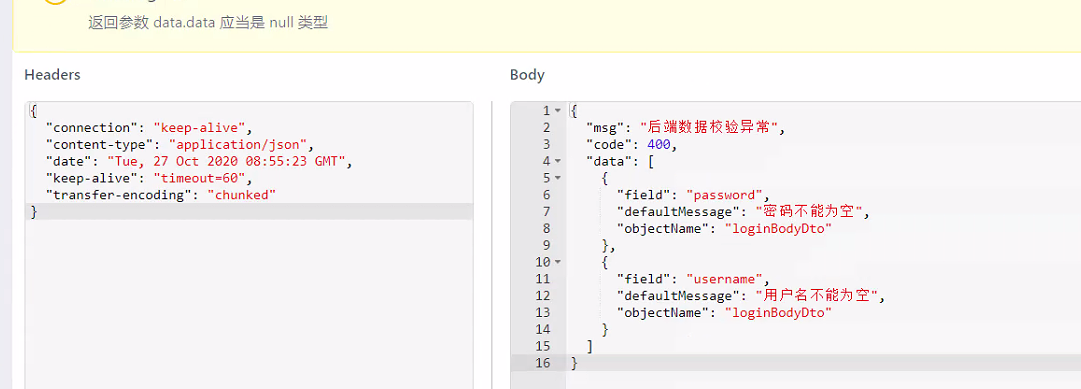 返回参数 data.data 应当是 null 类型
Headers
{
"connection": "keep-alive",
"content-type": "application/json",
"date": "Tue, 27 Oct 2020 08:55:23 GMT",
"keep-alive": "timeout=60",
"transfer-encoding": "chunked"
}
Body
1 {
2 "msg": "后端数据校验异常",
3 "code": 400,
4 "data": [
5 {
6 "field": "password",
7 "defaultMessage": "密码不能为空",
8 "objectName": "loginBodyDto"
9 },
10 {
11 "field": "username",
12 "defaultMessage": "用户名不能为空",
13 "objectName": "loginBodyDto"
14 }
15 ]
16 }